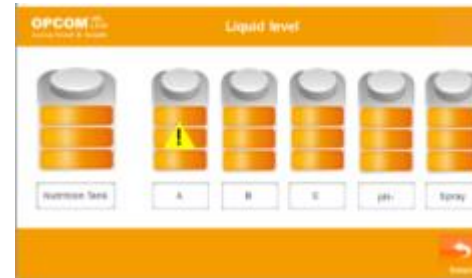 OPCOM
Liquid level
Nutrition Tank
A
B
pH-
Spray